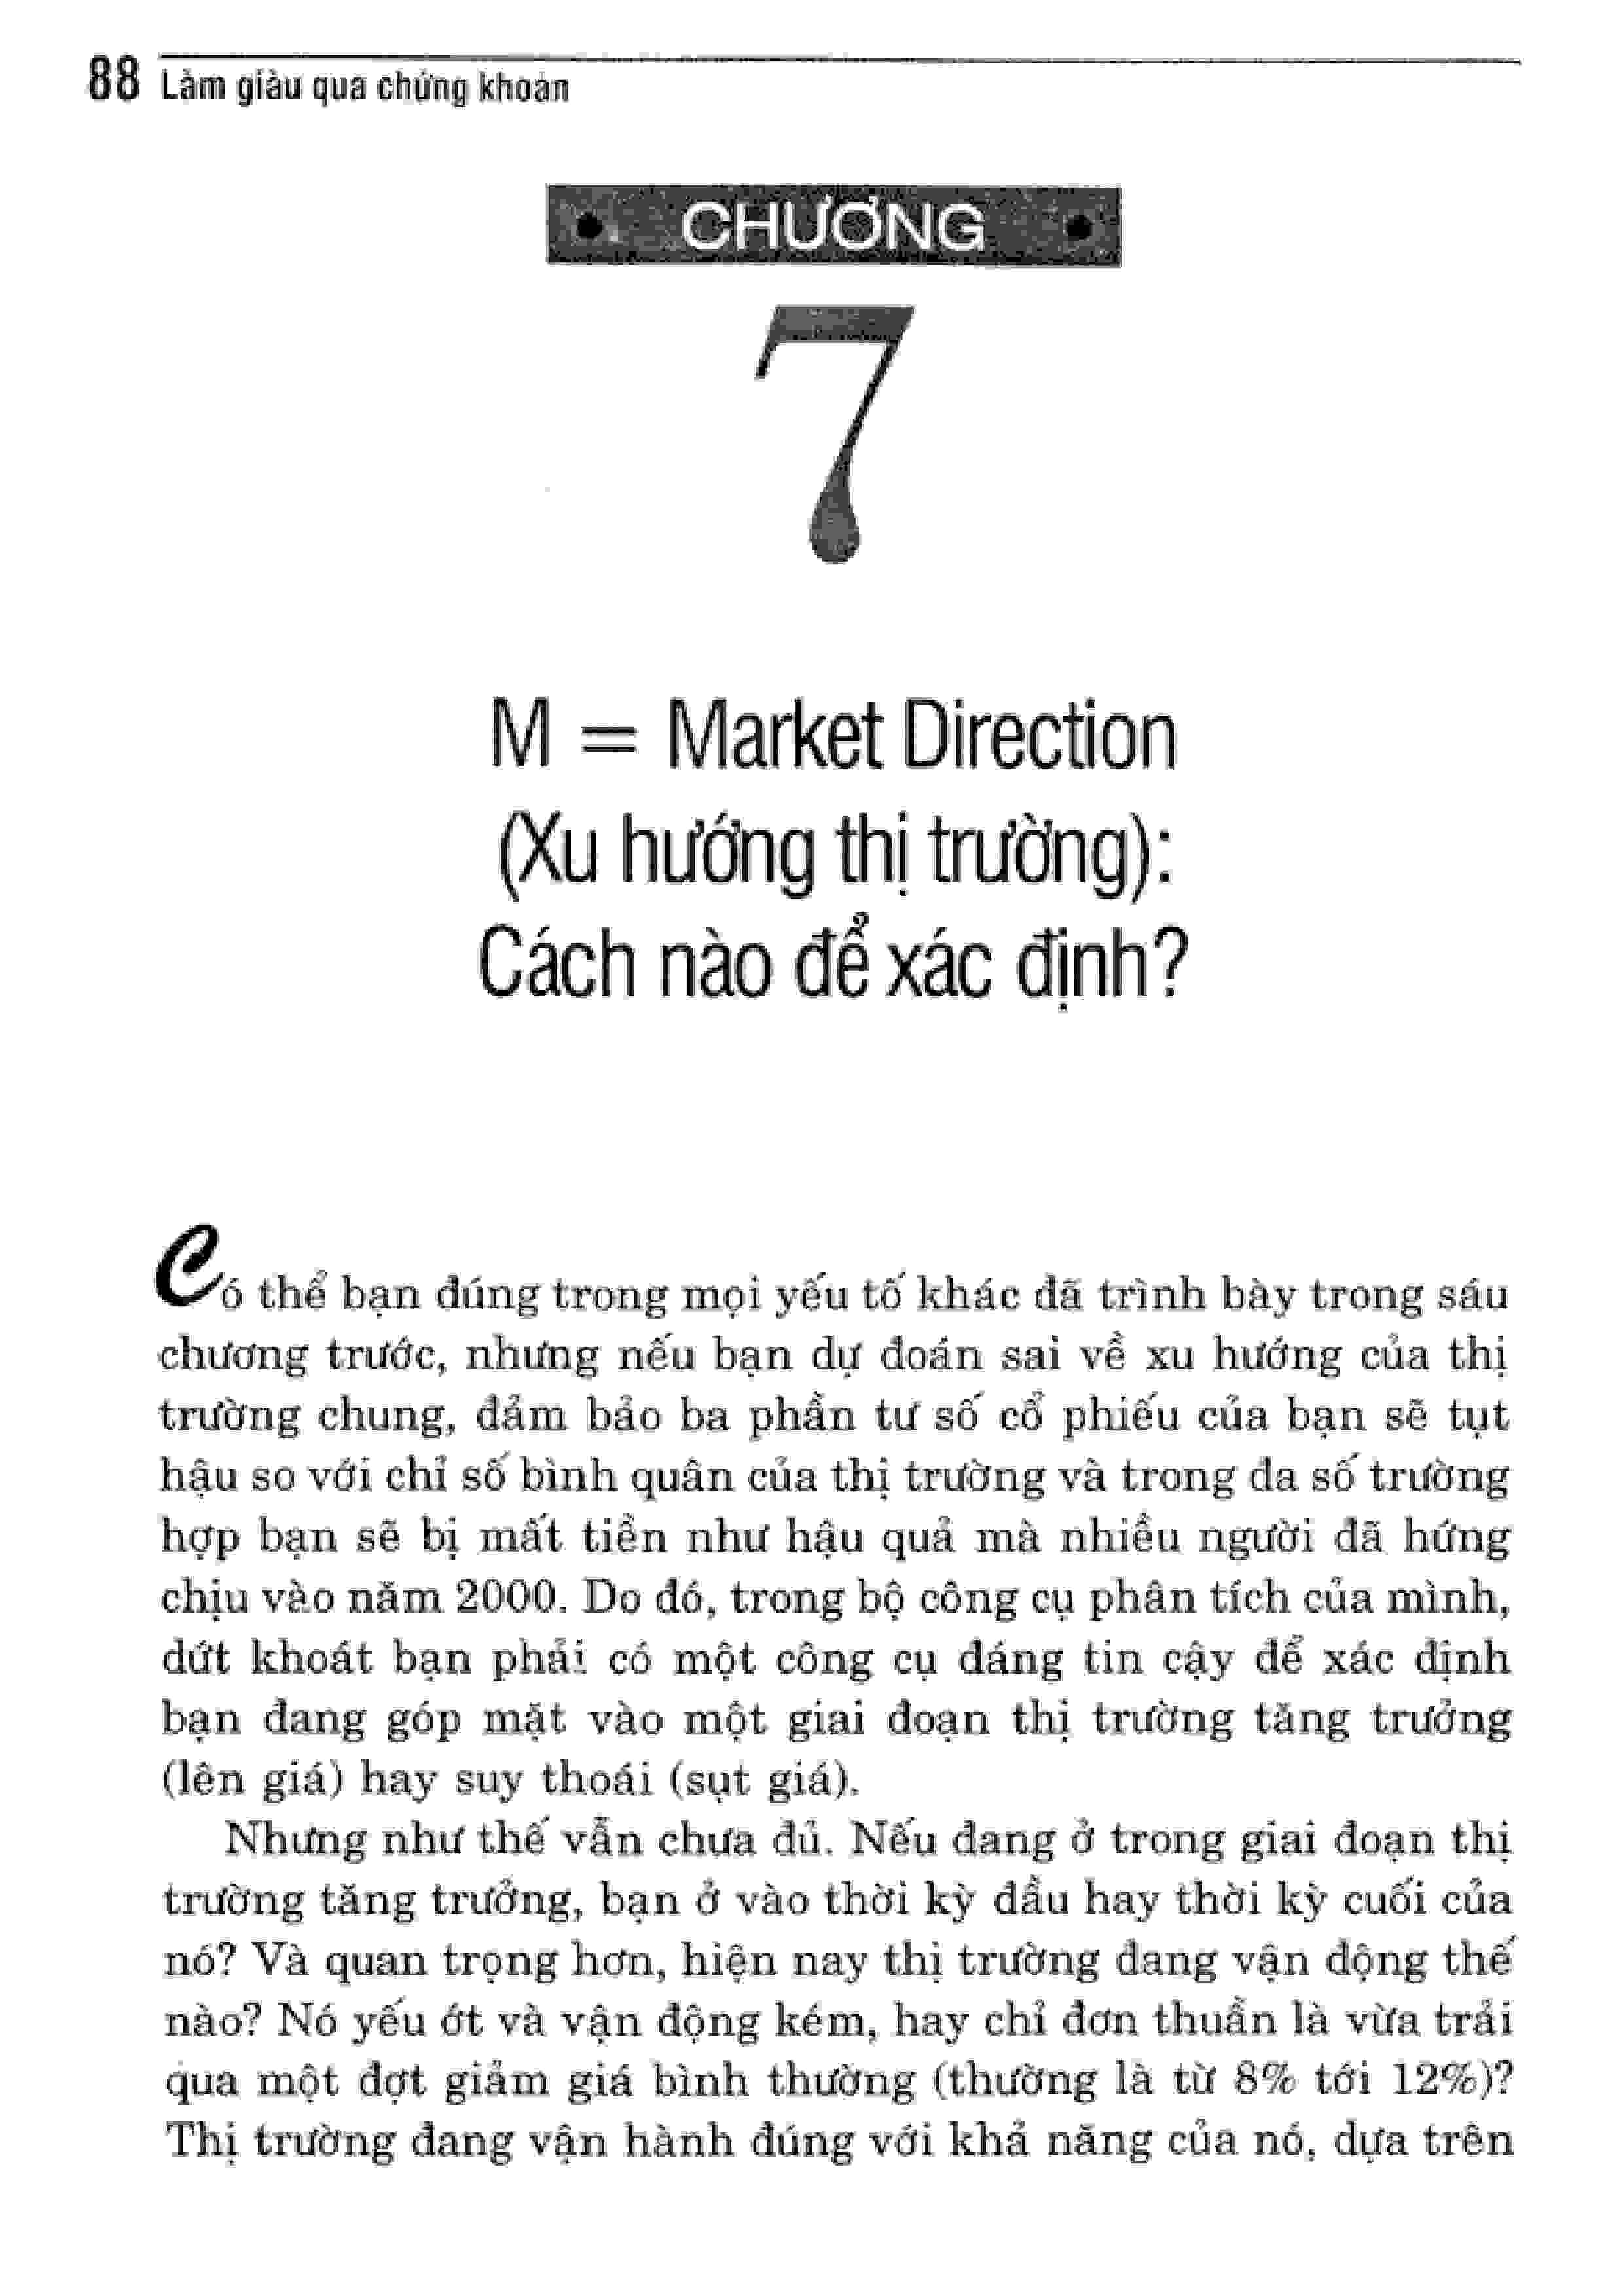 88 Làm giàu qua chứng khoán
CHƯƠNG
7
M = Market Direction
(Xu hướng thị trường):
Cách nào để xác định?
Có thể bạn đúng trong mọi yếu tố khác đã trình bày trong sáu
chương trước, nhưng nếu bạn dự đoán sai về xu hướng của thị
trường chung, đảm bảo ba phần tư số cổ phiếu của bạn sẽ tụt
hậu so với chỉ số bình quân của thị trường và trong đa số trường
hợp bạn sẽ bị mất tiền như hậu quả mà nhiều người đã hứng
chịu vào năm 2000. Do đó, trong bộ công cụ phân tích của mình,
dứt khoát bạn phải có một công cụ đáng tin cậy để xác định
bạn đang góp mặt vào một giai đoạn thị trường tăng trưởng
(lên giá) hay suy thoái (sụt giá).
Nhưng như thế vẫn chưa đủ. Nếu đang ở trong giai đoạn thị
trường tăng trưởng, bạn ở vào thời kỳ đầu hay thời kỳ cuối của
nó? Và quan trọng hơn, hiện nay thị trường đang vận động thế
nào? Nó yếu ớt và vận động kém, hay chỉ đơn thuần là vừa trải
qua một đợt giảm giá bình thường (thường là từ 8% tới 12%)?
Thị trường đang vận hành đúng với khả năng của nó, dựa trên